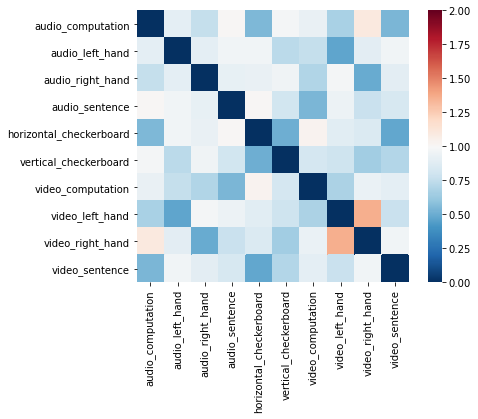 audio_computation
audio_left_hand
audio_right_hand
audio_sentence
horizontal_checkerboard
vertical_checkerboard
video_computation
video_left_hand
video_right_hand
video_sentence
audio_computation
audio_left_hand
audio_right_hand
audio_sentence
horizontal_checkerboard
vertical_checkerboard
video_computation
video_left_hand
video_right_hand
video_sentence
2.00
1.75
1.50
1.25
1.00
0.75
0.50
0.25
0.00